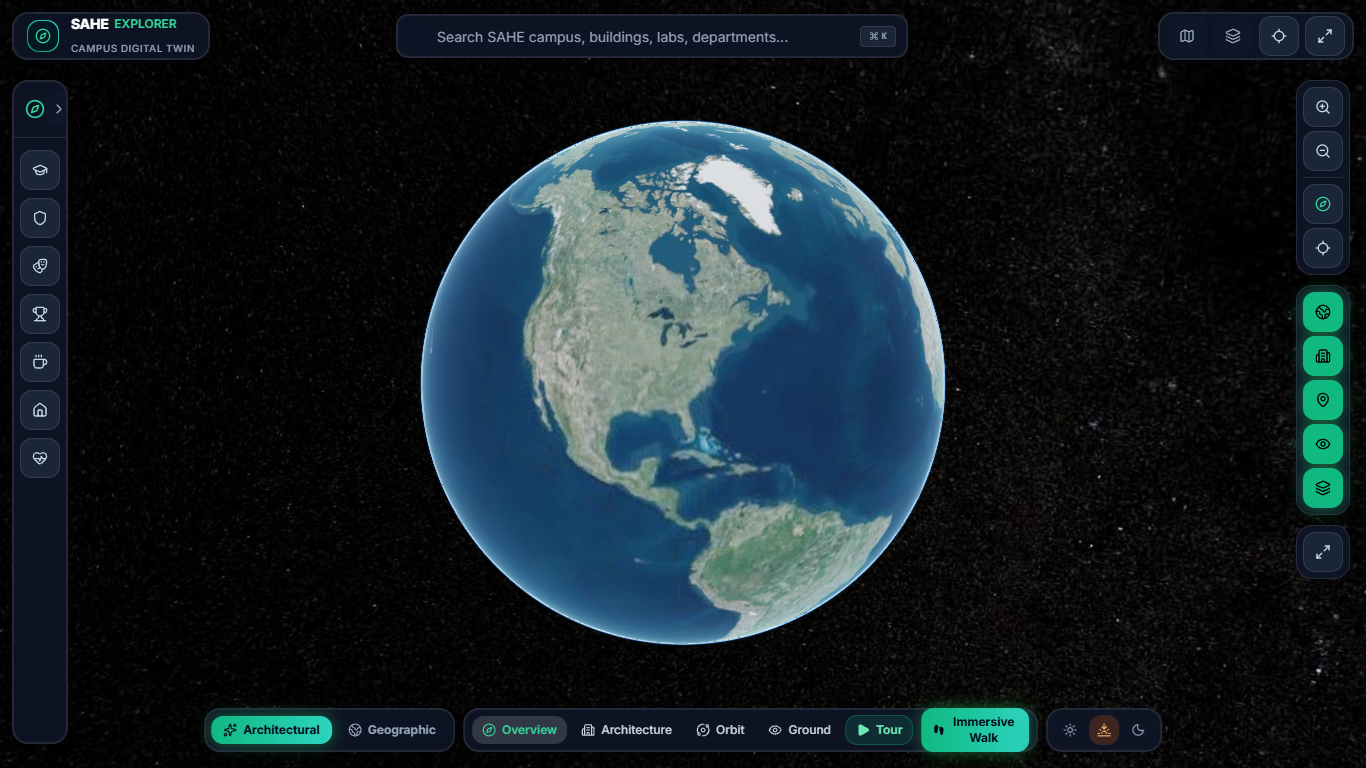 SAHE EXPLORER
CAMPUS DIGITAL TWIN
Search SAHE campus, buildings, labs, departments...
⌘ K
Architectural
Geographic
Overview
Architecture
Orbit
Ground
Tour
Immersive
Walk